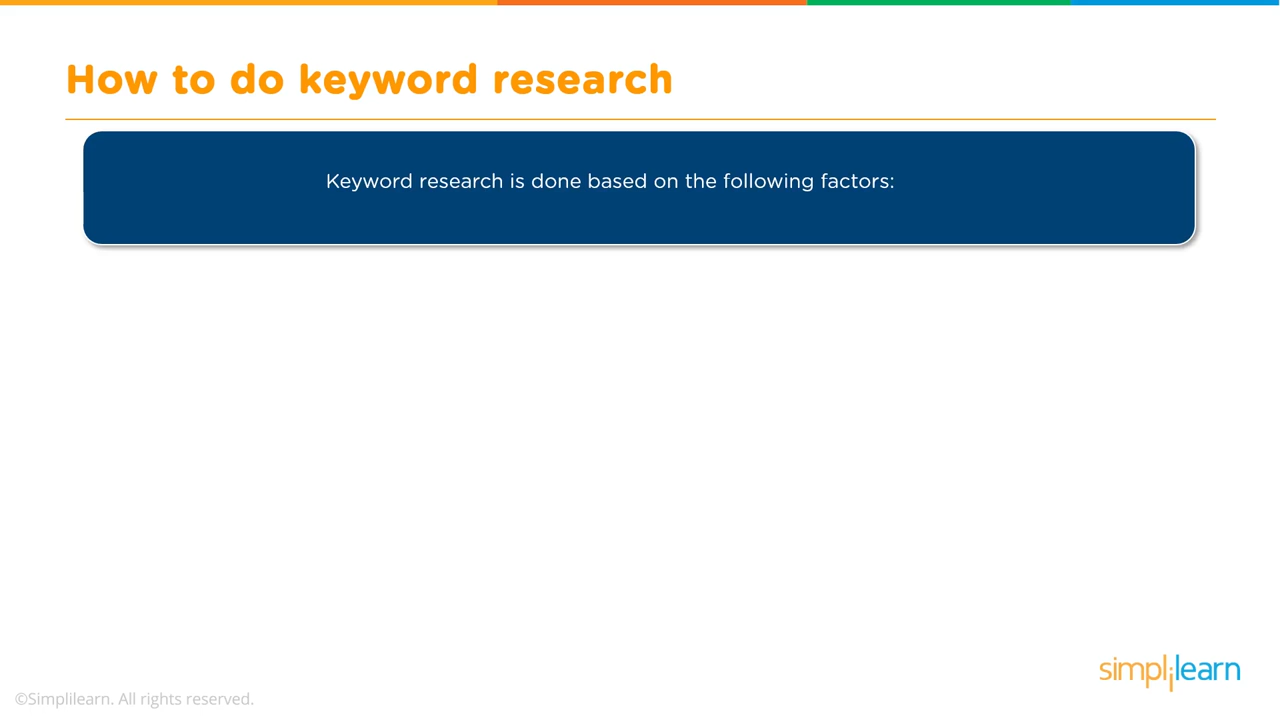 How to do keyword research
Keyword research is done based on the following factors:
simplilearn
©Simplilearn. All rights reserved.